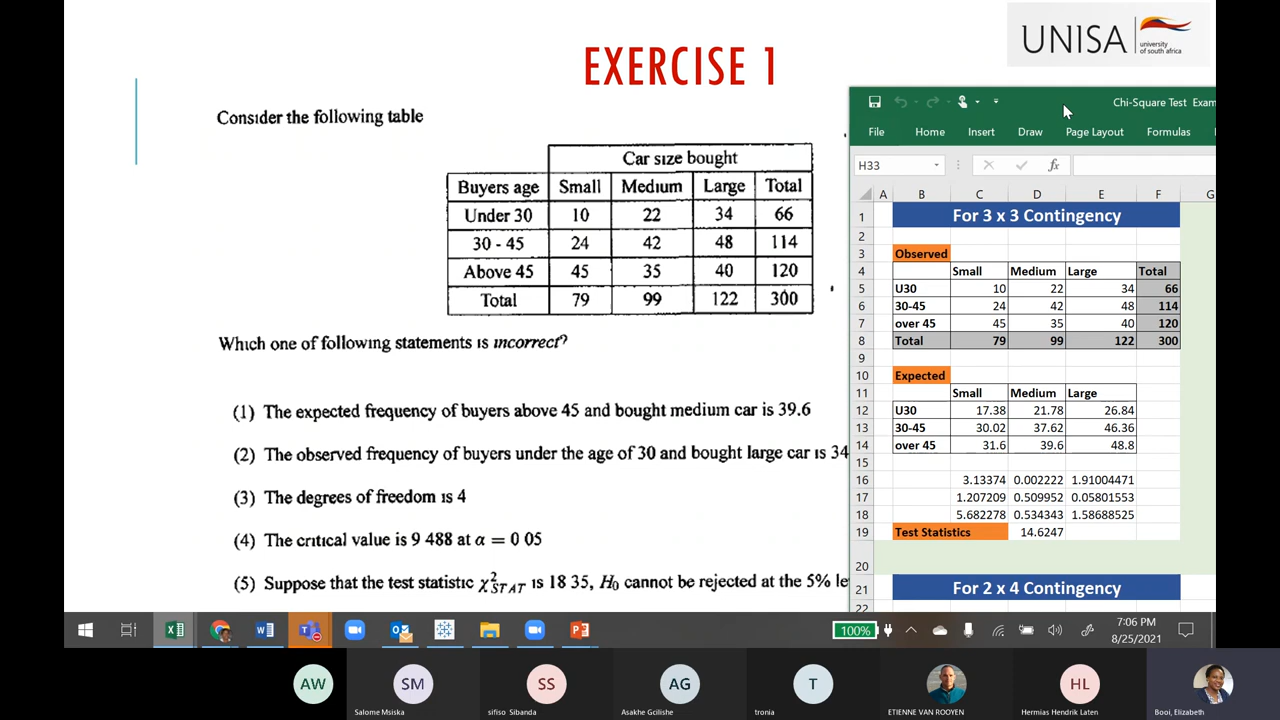 UNISA
university
of south africa
EXERCISE 1
Consider the following table
Car size bought
Buyers age Small Medium Large Total
Under 30 10 22 34 66
30 - 45 24 42 48 114
Above 45 45 35 40 120
Total 79 99 122 300
Which one of following statements is incorrect?
(1) The expected frequency of buyers above 45 and bought medium car is 39.6
(2) The observed frequency of buyers under the age of 30 and bought large car is 34
(3) The degrees of freedom is 4
(4) The critical value is 9 488 at α = 0 05
(5) Suppose that the test statistic χ²STAT is 18 35, H₀ cannot be rejected at the 5% le
Chi-Square Test Exam
File Home Insert Draw Page Layout Formulas
H33 fx
A B C D E F G
1 For 3 x 3 Contingency
2
3 Observed
4 Small Medium Large Total
5 U30 10 22 34 66
6 30-45 24 42 48 114
7 over 45 45 35 40 120
8 Total 79 99 122 300
9
10 Expected
11 Small Medium Large
12 U30 17.38 21.78 26.84
13 30-45 30.02 37.62 46.36
14 over 45 31.6 39.6 48.8
15
16 3.13374 0.002222 1.91004471
17 1.207209 0.509952 0.05801553
18 5.682278 0.534343 1.58688525
19 Test Statistics 14.6247
20
21 For 2 x 4 Contingency
22
100% 7:06 PM
8/25/2021
AW SM SS AG T HL
Salome Msiska sifiso Sibanda Asakhe Gcilishe tronia ETIENNE VAN ROOYEN Hermias Hendrik Laten Booi, Elizabeth